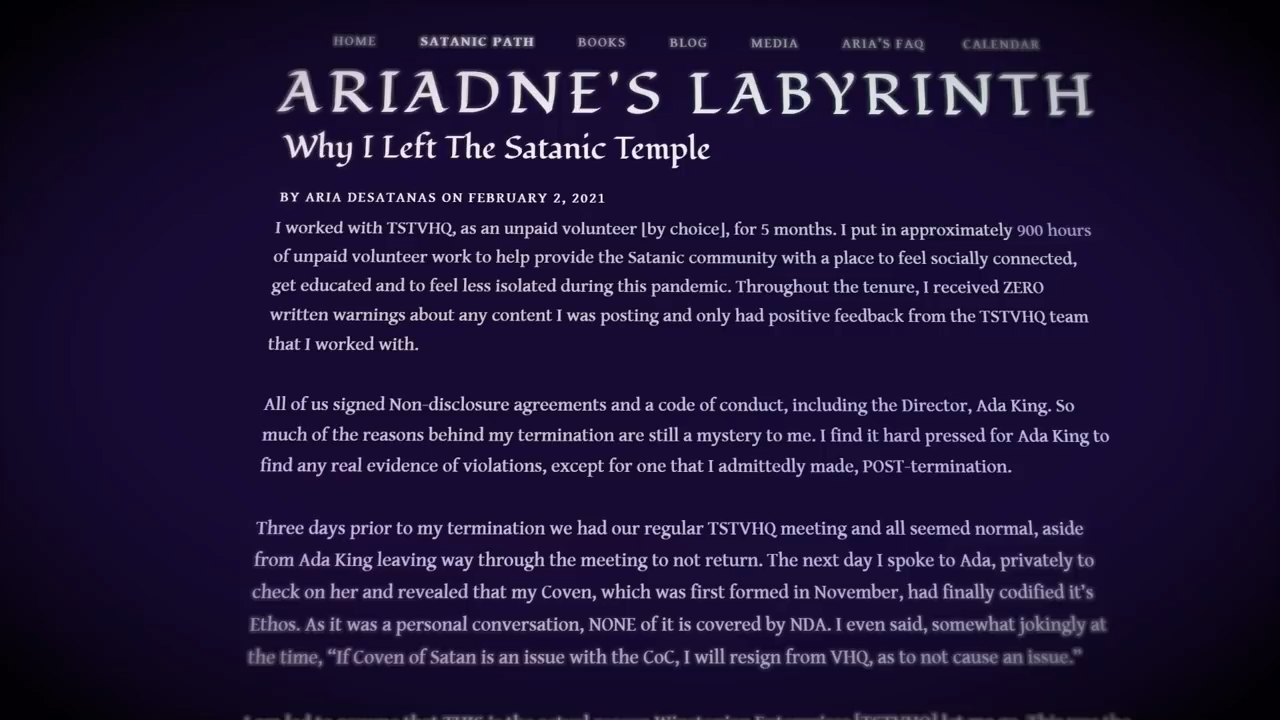 HOME SATANIC PATH BOOKS BLOG MEDIA ARIA'S FAQ CALENDAR
ARIADNE'S LABYRINTH
Why I Left The Satanic Temple
BY ARIA DESATANAS ON FEBRUARY 2, 2021
I worked with TSTVHQ, as an unpaid volunteer [by choice], for 5 months. I put in approximately 900 hours
of unpaid volunteer work to help provide the Satanic community with a place to feel socially connected,
get educated and to feel less isolated during this pandemic. Throughout the tenure, I received ZERO
written warnings about any content I was posting and only had positive feedback from the TSTVHQ team
that I worked with.
All of us signed Non-disclosure agreements and a code of conduct, including the Director, Ada King. So
much of the reasons behind my termination are still a mystery to me. I find it hard pressed for Ada King to
find any real evidence of violations, except for one that I admittedly made, POST-termination.
Three days prior to my termination we had our regular TSTVHQ meeting and all seemed normal, aside
from Ada King leaving way through the meeting to not return. The next day I spoke to Ada, privately to
check on her and revealed that my Coven, which was first formed in November, had finally codified it's
Ethos. As it was a personal conversation, NONE of it is covered by NDA. I even said, somewhat jokingly at
the time, "If Coven of Satan is an issue with the CoC, I will resign from VHQ, as to not cause an issue."